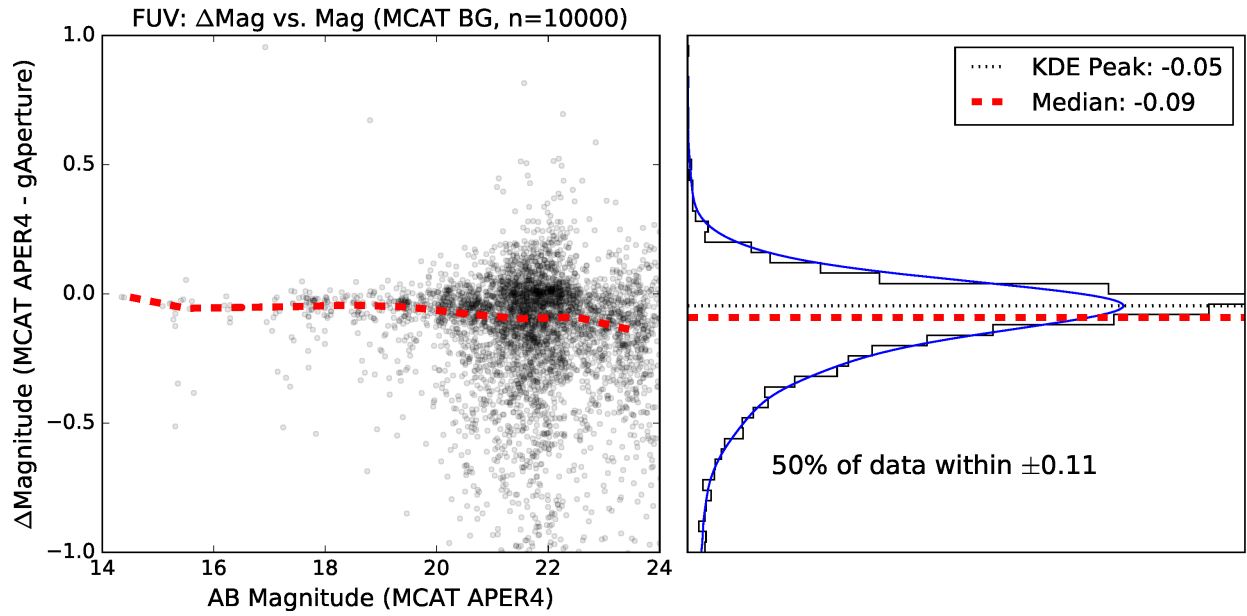 FUV: ΔMag vs. Mag (MCAT BG, n=10000)
ΔMagnitude (MCAT APER4 - gAperture)
1.0
0.5
0.0
−0.5
−1.0
14 16 18 20 22 24
AB Magnitude (MCAT APER4)
KDE Peak: -0.05
Median: -0.09
50% of data within ±0.11